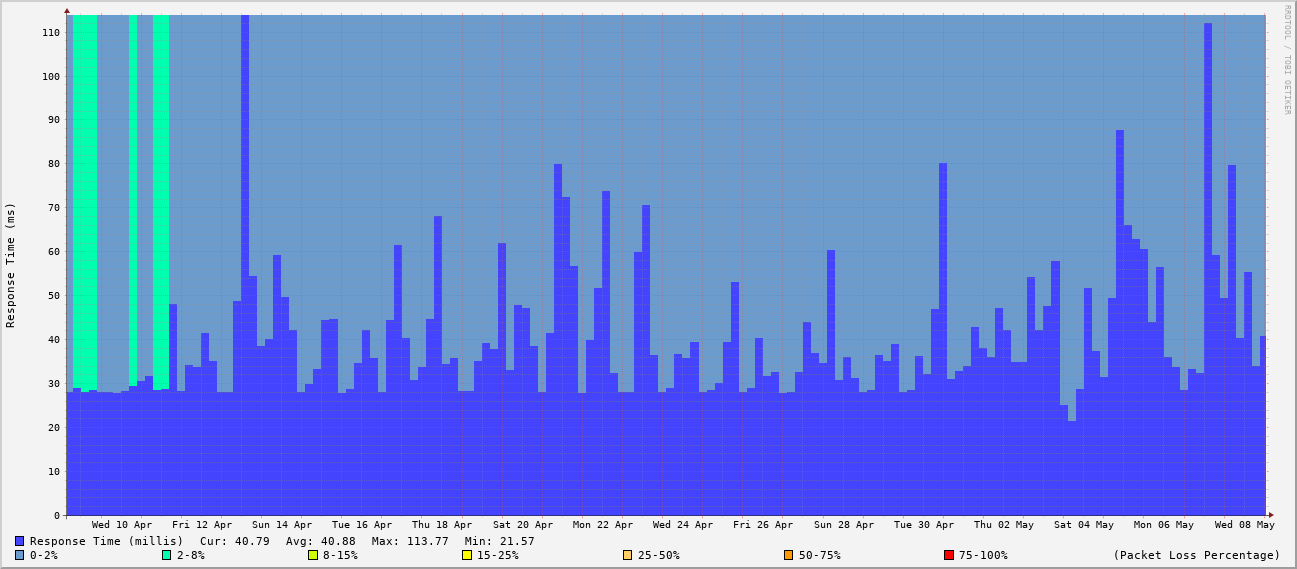 RRDTOOL / TOBI OETIKER
Response Time (ms)
110
100
90
80
70
60
50
40
30
20
10
0
Wed 10 Apr Fri 12 Apr Sun 14 Apr Tue 16 Apr Thu 18 Apr Sat 20 Apr Mon 22 Apr Wed 24 Apr Fri 26 Apr Sun 28 Apr Tue 30 Apr Thu 02 May Sat 04 May Mon 06 May Wed 08 May
Response Time (millis) Cur: 40.79 Avg: 40.88 Max: 113.77 Min: 21.57
0-2% 2-8% 8-15% 15-25% 25-50% 50-75% 75-100% (Packet Loss Percentage)